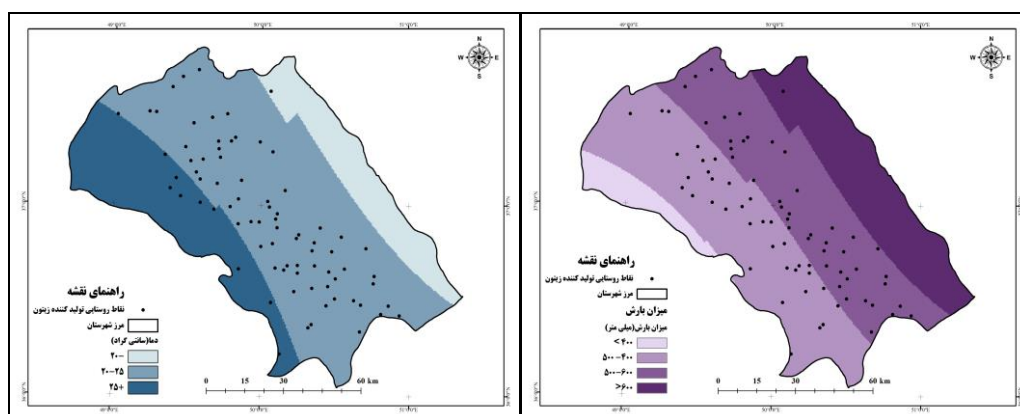 N
W E
S
راهنمای نقشه
نقاط روستایی تولید کننده زیتون
مرز شهرستان
دما(سانتی گراد)
۲۰-
۲۰-۲۵
۲۵+
0 30 60 km
N
W E
S
راهنمای نقشه
نقاط روستایی تولید کننده زیتون
مرز شهرستان
میزان بارش
میزان بارش(میلی متر)
<۴۰۰
۵۰۰-۴۰۰
۵۰۰-۶۰۰
>۶۰۰
0 15 30 60 km